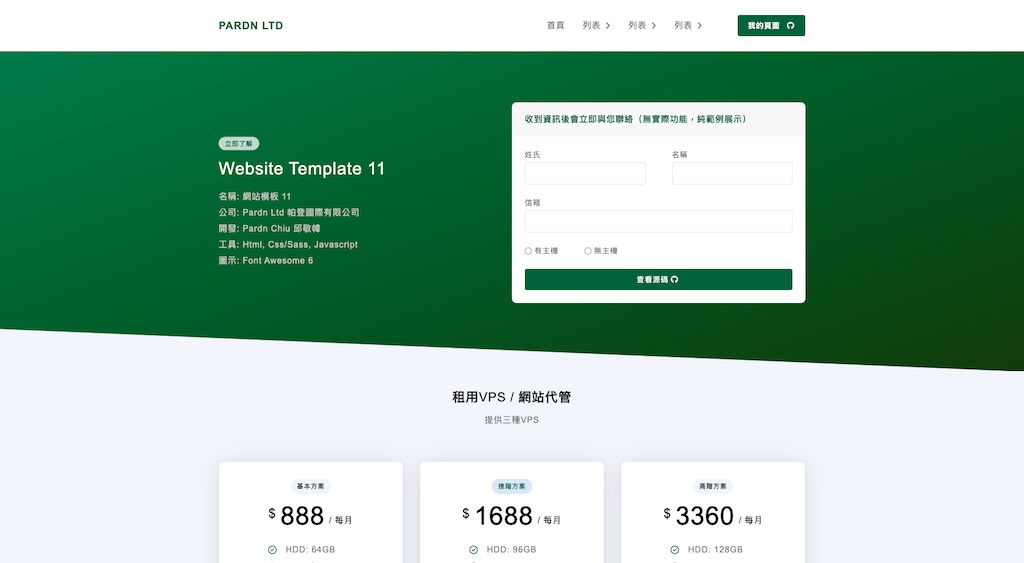 PARDN LTD
首頁 列表 列表 列表 我的頁面
立即了解
Website Template 11
名稱: 網站模板 11
公司: Pardn Ltd 帕登國際有限公司
開發: Pardn Chiu 邱敬幃
工具: Html, Css/Sass, Javascript
圖示: Font Awesome 6
收到資訊後會立即與您聯絡（無實際功能，純範例展示）
姓氏 名稱
信箱
有主機 無主機
查看源碼
租用VPS / 網站代管
提供三種VPS
基本方案
$ 888 / 每月
HDD: 64GB
進階方案
$ 1688 / 每月
HDD: 96GB
高階方案
$ 3360 / 每月
HDD: 128GB